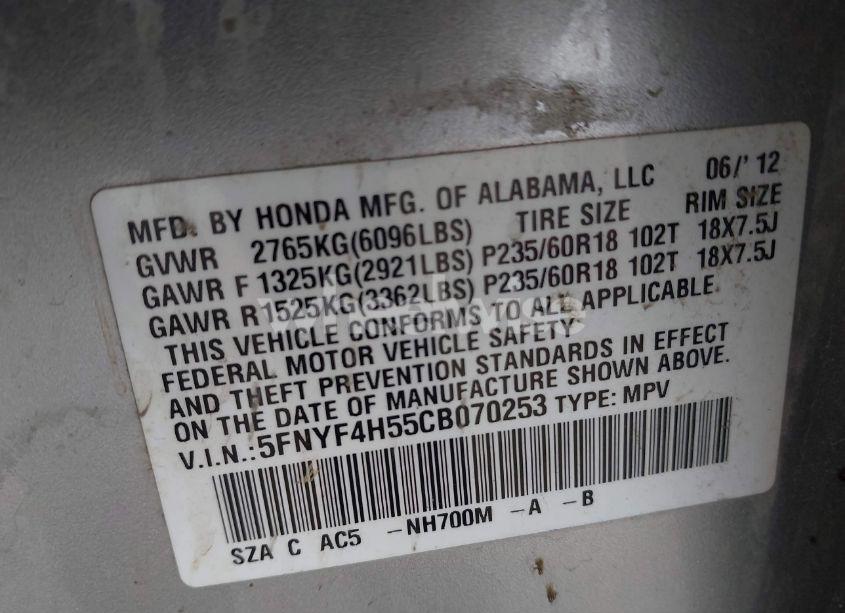 MFD. BY HONDA MFG. OF ALABAMA, LLC 06/'12
GVWR 2765KG(6096LBS) TIRE SIZE RIM SIZE
GAWR F 1325KG(2921LBS) P235/60R18 102T 18X7.5J
GAWR R 1525KG(3362LBS) P235/60R18 102T 18X7.5J
THIS VEHICLE CONFORMS TO ALL APPLICABLE
FEDERAL MOTOR VEHICLE SAFETY
AND THEFT PREVENTION STANDARDS IN EFFECT
ON THE DATE OF MANUFACTURE SHOWN ABOVE.
V.I.N.:5FNYF4H55CB070253 TYPE: MPV
SZA C AC5 -NH700M -A -B